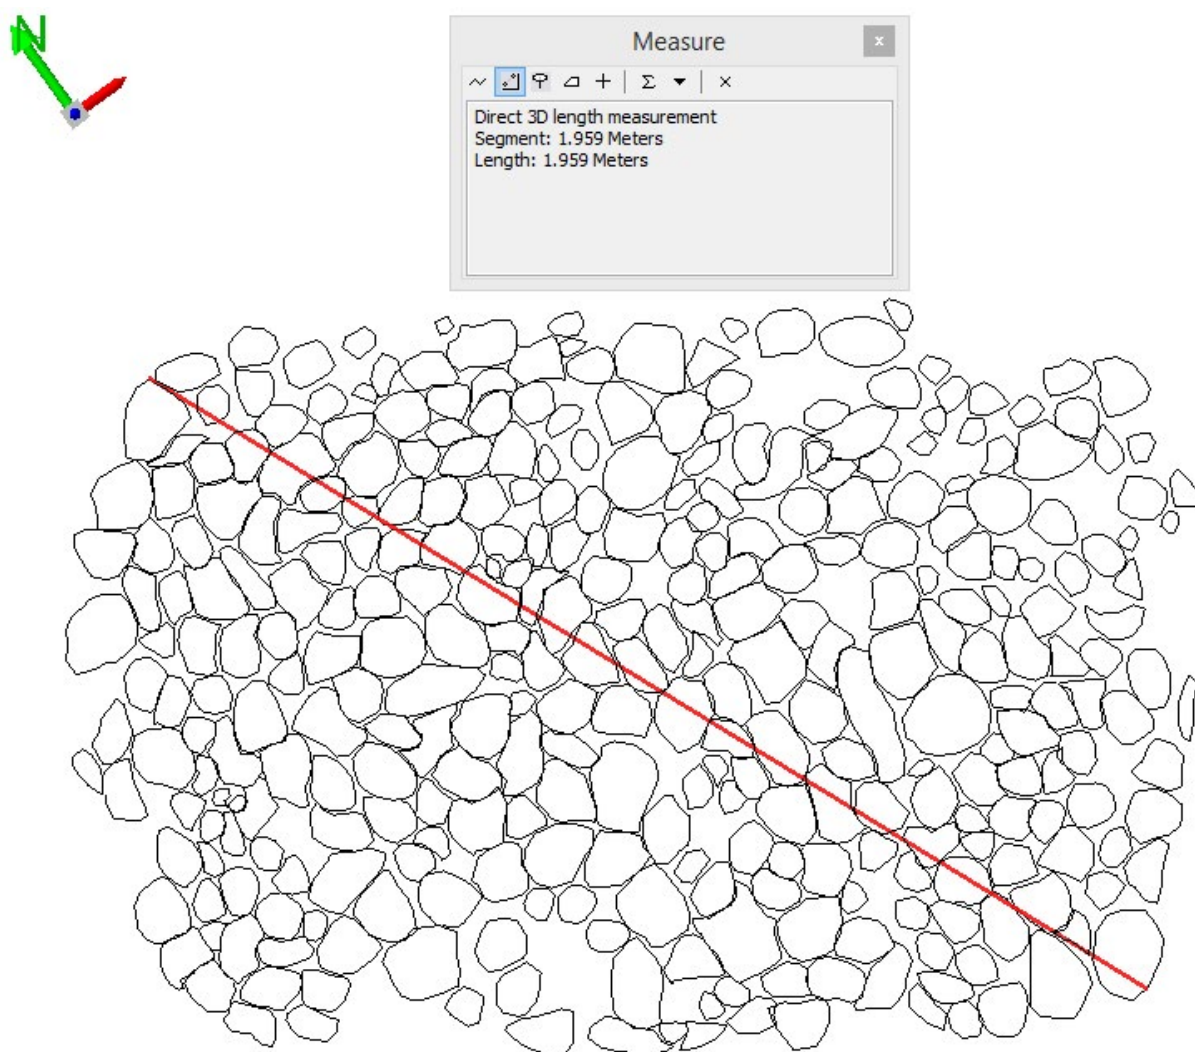 N
Measure
Direct 3D length measurement
Segment: 1.959 Meters
Length: 1.959 Meters